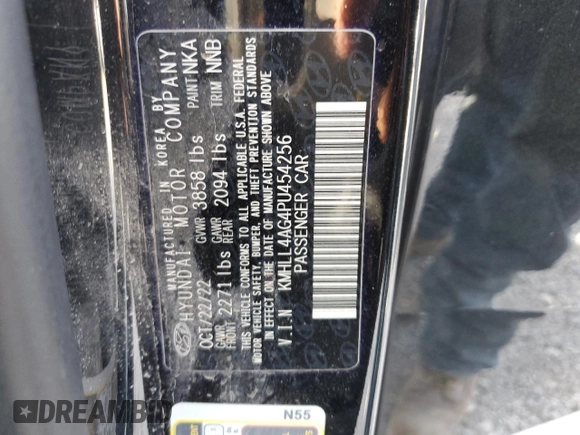 MANUFACTURED IN KOREA BY
HYUNDAI MOTOR COMPANY
OCT/22/22 GVWR 3858 lbs PAINT NKA
GAWR FRONT 2271 lbs GAWR REAR 2094 lbs TRIM NNB
THIS VEHICLE CONFORMS TO ALL APPLICABLE U.S.A. FEDERAL
MOTOR VEHICLE SAFETY, BUMPER, AND THEFT PREVENTION STANDARDS
IN EFFECT ON THE DATE OF MANUFACTURE SHOWN ABOVE
V.I.N KMHLL4AG4PU454256
PASSENGER CAR
N55